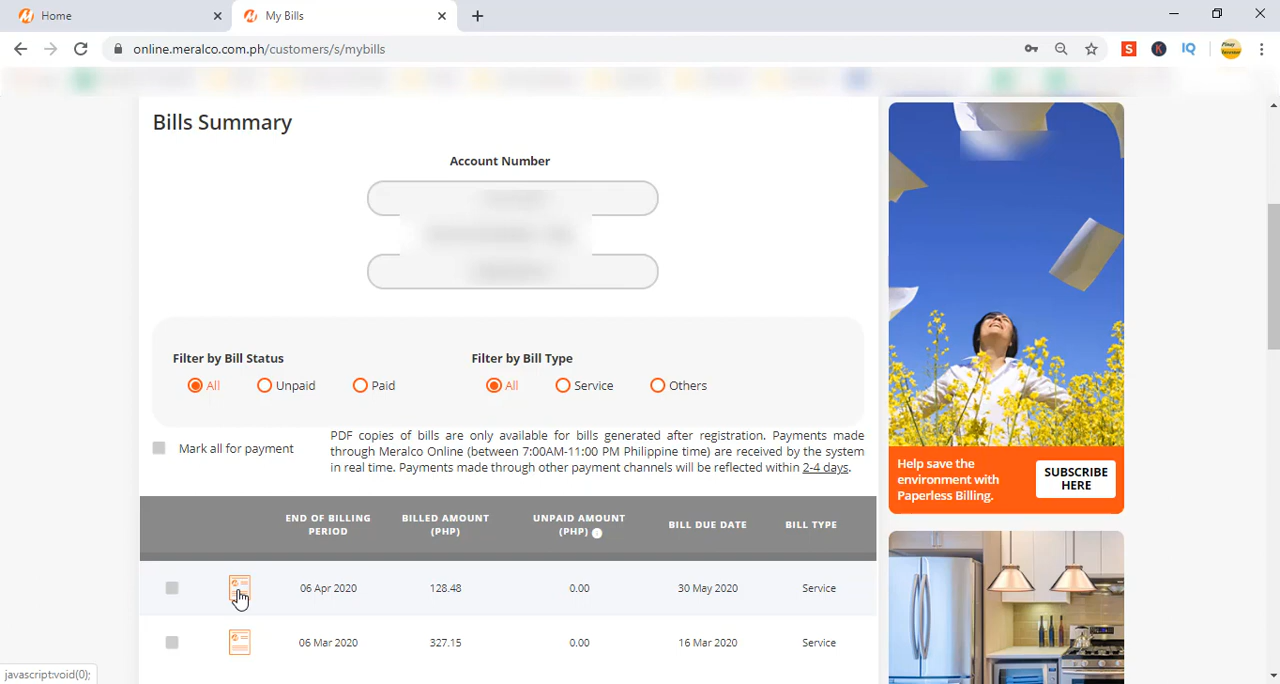 Home
My Bills
online.meralco.com.ph/customers/s/mybills
S
K
IQ
Bills Summary
Account Number
Filter by Bill Status
Filter by Bill Type
All
Unpaid
Paid
All
Service
Others
Mark all for payment
PDF copies of bills are only available for bills generated after registration. Payments made
through Meralco Online (between 7:00AM-11:00 PM Philippine time) are received by the system
in real time. Payments made through other payment channels will be reflected within 2-4 days.
END OF BILLING
PERIOD
BILLED AMOUNT
(PHP)
UNPAID AMOUNT
(PHP)
BILL DUE DATE
BILL TYPE
06 Apr 2020 128.48 0.00 30 May 2020 Service
06 Mar 2020 327.15 0.00 16 Mar 2020 Service
Help save the
environment with
Paperless Billing.
SUBSCRIBE
HERE
javascript:void(0);